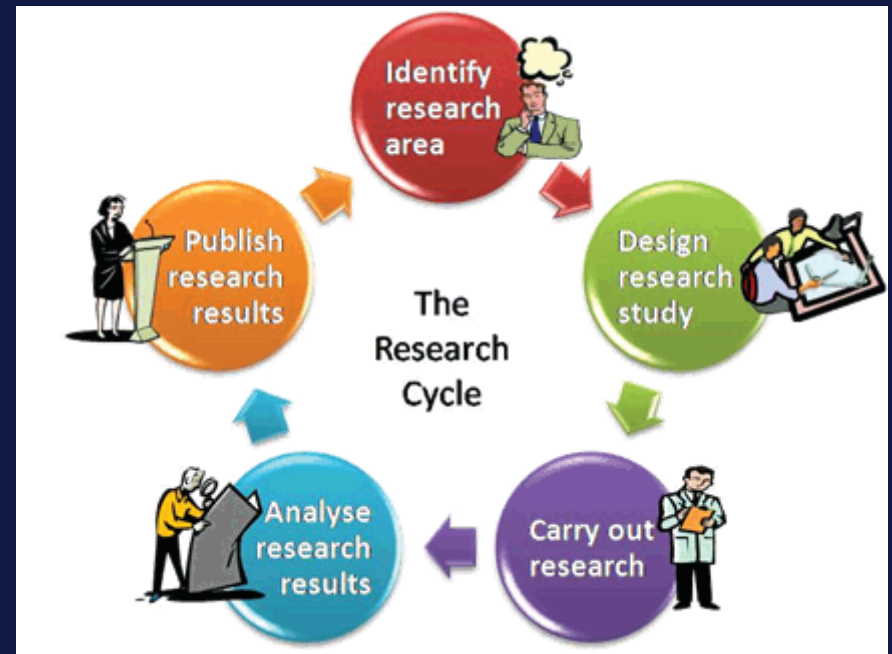 Identify
research
area
Design
research
study
Carry out
research
Analyse
research
results
Publish
research
results
The
Research
Cycle